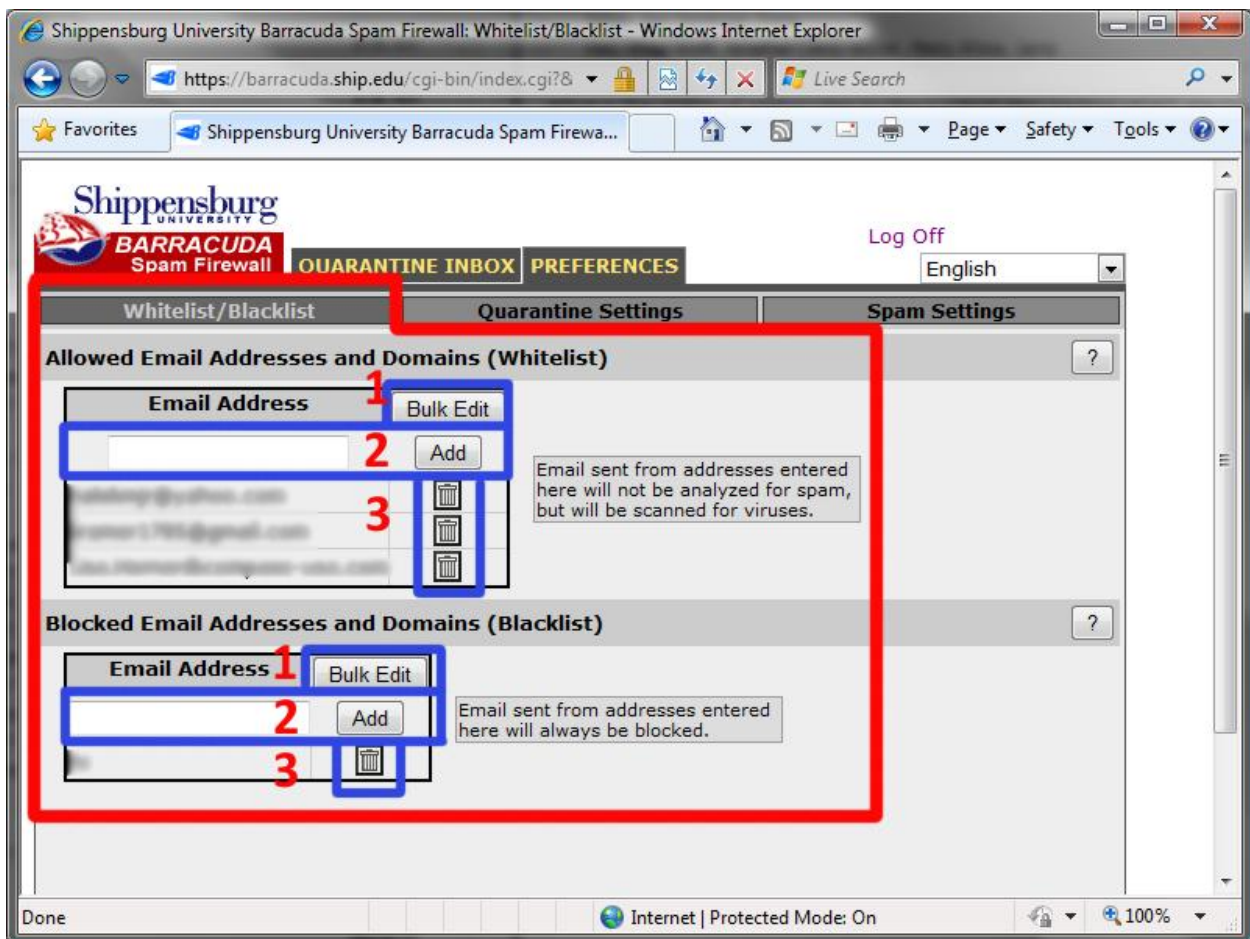 Shippensburg University Barracuda Spam Firewall: Whitelist/Blacklist - Windows Internet Explorer
https://barracuda.ship.edu/cgi-bin/index.cgi?& Live Search
Favorites Shippensburg University Barracuda Spam Firewa... Page Safety Tools
Shippensburg
UNIVERSITY
BARRACUDA
Spam Firewall
QUARANTINE INBOX PREFERENCES
Log Off
English
Whitelist/Blacklist Quarantine Settings Spam Settings
Allowed Email Addresses and Domains (Whitelist) ?
Email Address 1 Bulk Edit
2 Add
3
Email sent from addresses entered
here will not be analyzed for spam,
but will be scanned for viruses.
Blocked Email Addresses and Domains (Blacklist) ?
Email Address 1 Bulk Edit
2 Add
Email sent from addresses entered
here will always be blocked.
3
Done Internet | Protected Mode: On 100%